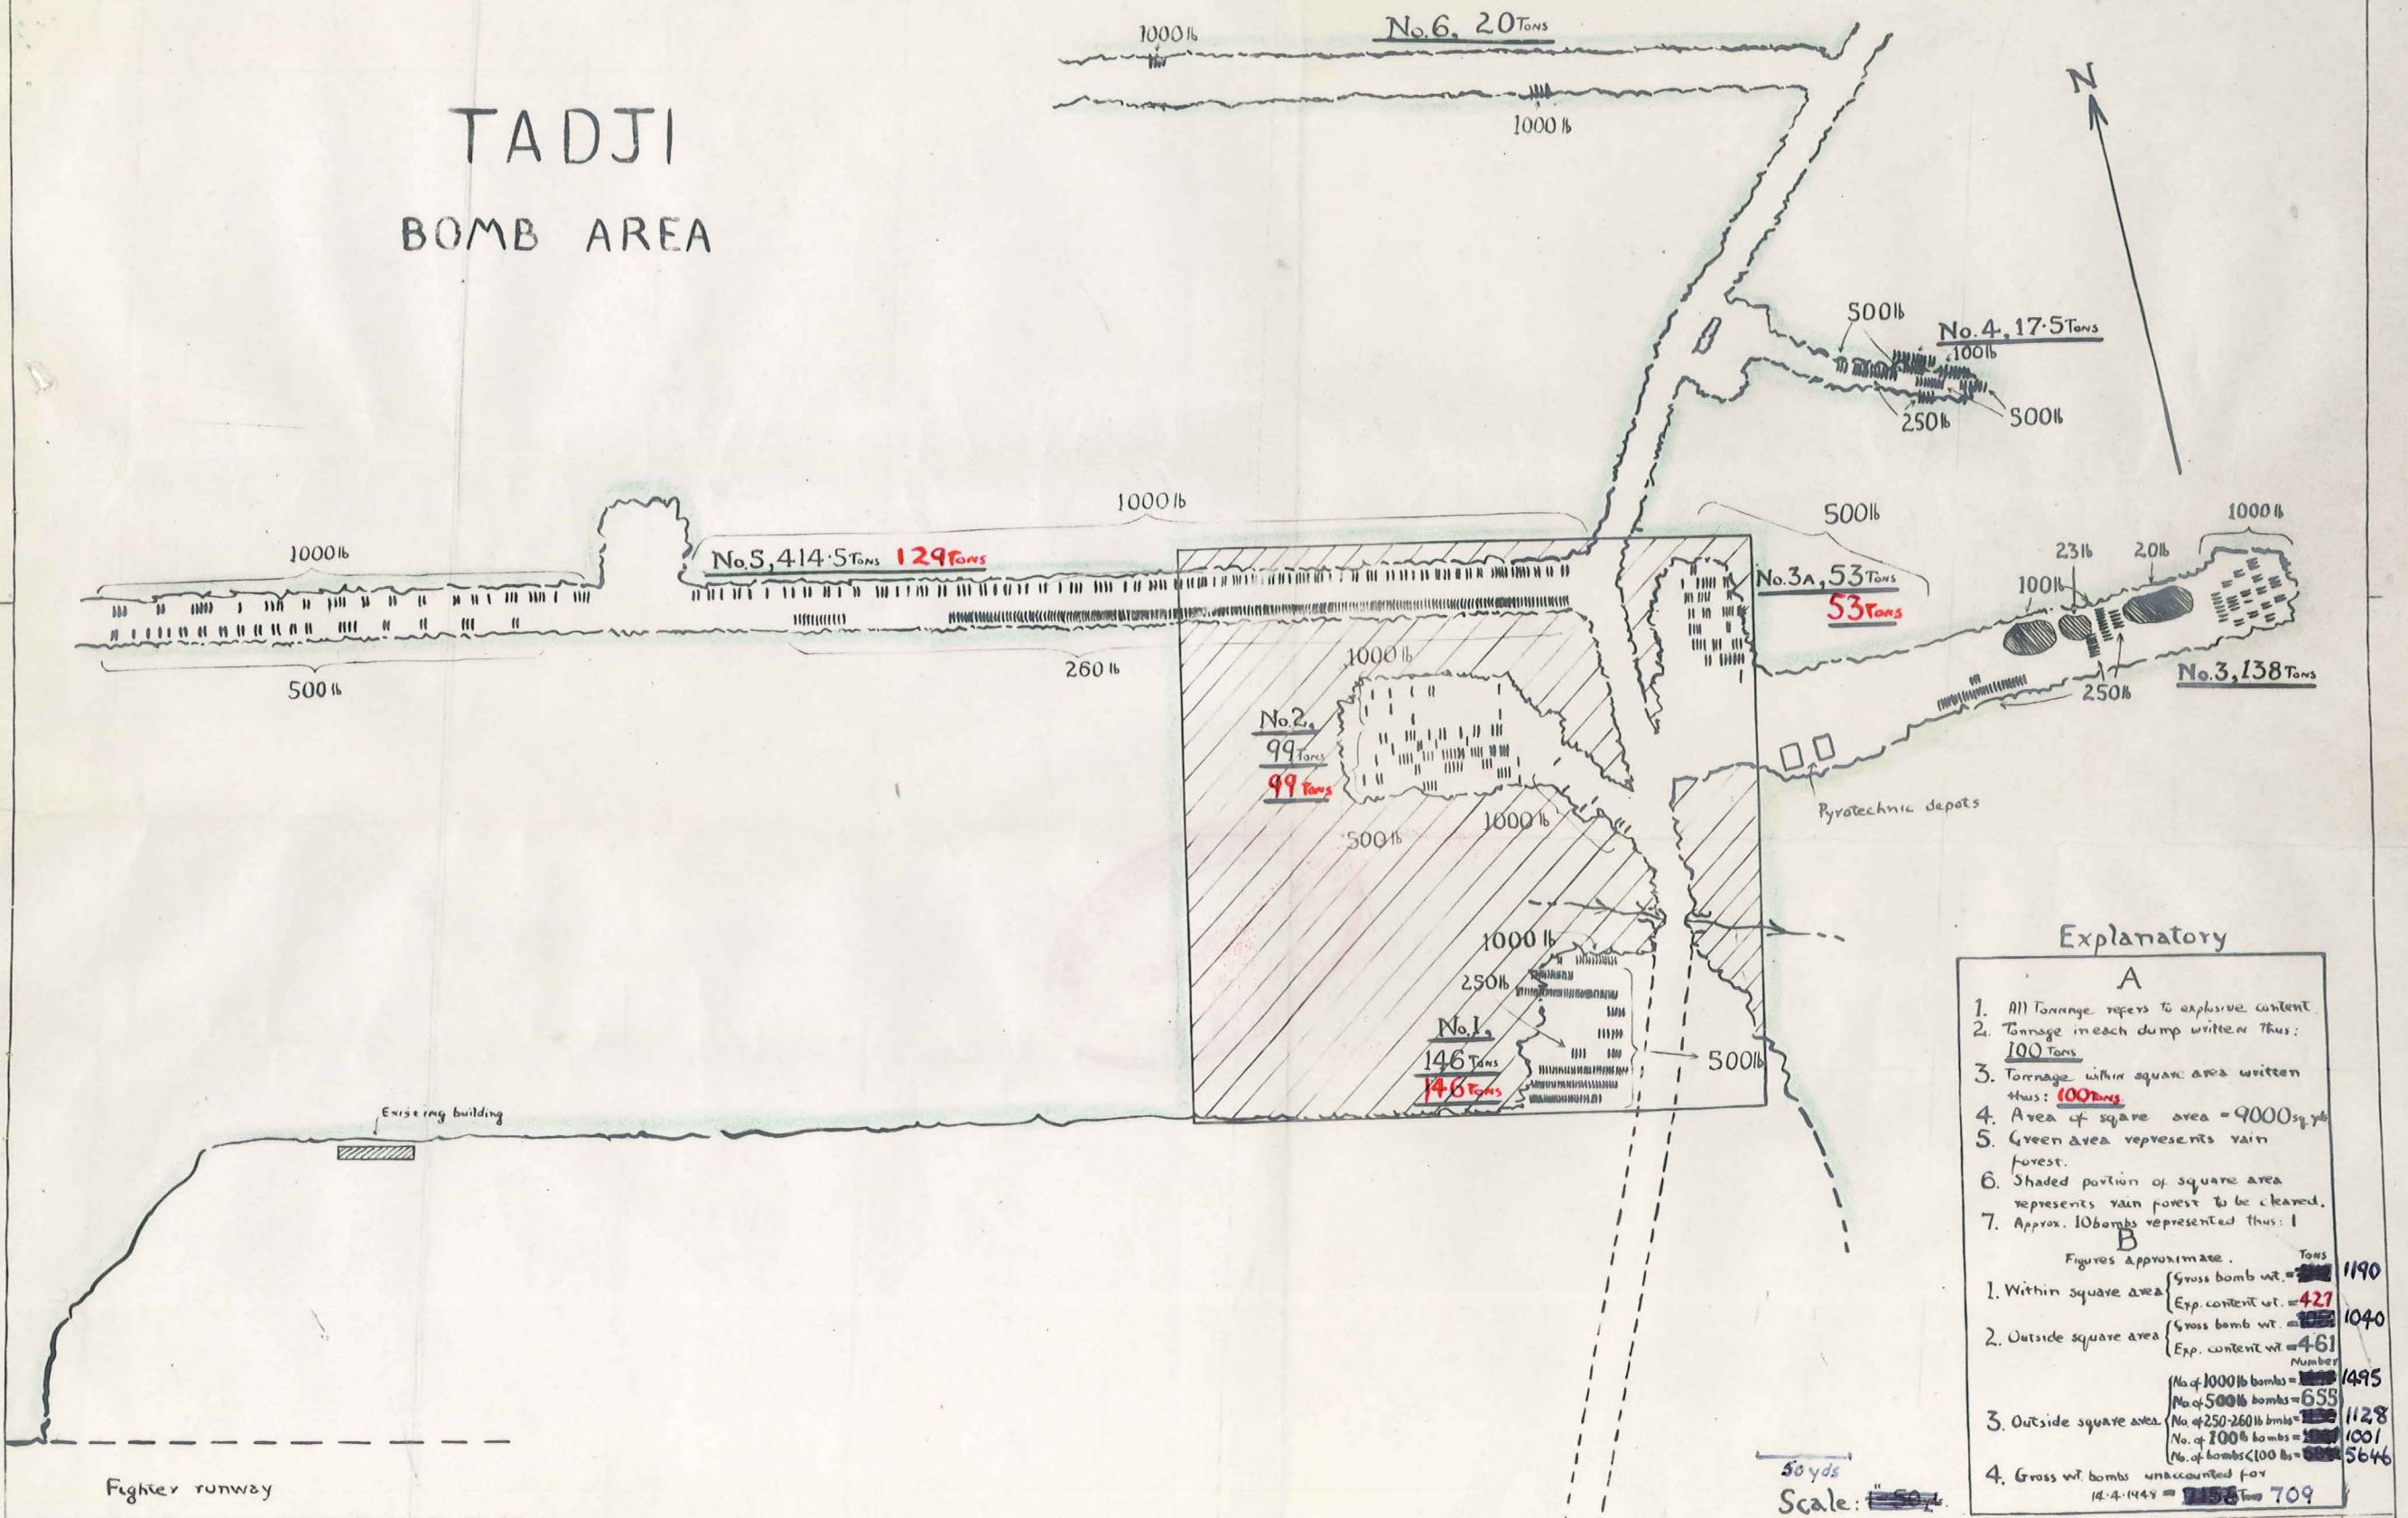 1000 lb
No. 6, 20 Tons
1000 lb
N
TADJI
BOMB AREA
500 lb
No. 4, 17·5 Tons
100 lb
250 lb
500 lb
1000 lb
1000 lb
No. 5, 414·5 Tons 129 Tons
500 lb
260 lb
500 lb
No. 3A, 53 Tons
53 Tons
1000 lb
23 lb
20 lb
100 lb
250 lb
No. 3, 138 Tons
Pyrotechnic depots
1000 lb
No. 2,
99 Tons
99 Tons
500 lb
1000 lb
1000 lb
250 lb
No. 1,
146 Tons
146 Tons
500 lb
Existing building
Fighter runway
50 yds
Scale:
Explanatory
A
1. All Tonnage refers to explosive content.
2. Tonnage in each dump written thus:
100 Tons
3. Tonnage within square area written
thus: 100 Tons
4. Area of sqare area = 9000 sq yds
5. Green area represents rain
forest.
6. Shaded portion of square area
represents rain forest to be cleared.
7. Approx. 10 bombs represented thus: I
B
Figures approximate.
Tons
1. Within square area { Gross bomb wt. = 1190
Exp. content wt. = 427
2. Outside square area { Gross bomb wt. = 1040
Exp. content wt = 461
Number
3. Outside square area { No. of 1000 lb bombs = 1495
No. of 500 lb bombs = 655
No. of 250-260 lb bmbs = 1128
No. of 100 lb bombs = 1001
No. of bombs < 100 lbs = 5646
4. Gross wt. bombs unaccounted for
14·4·1948 = 709